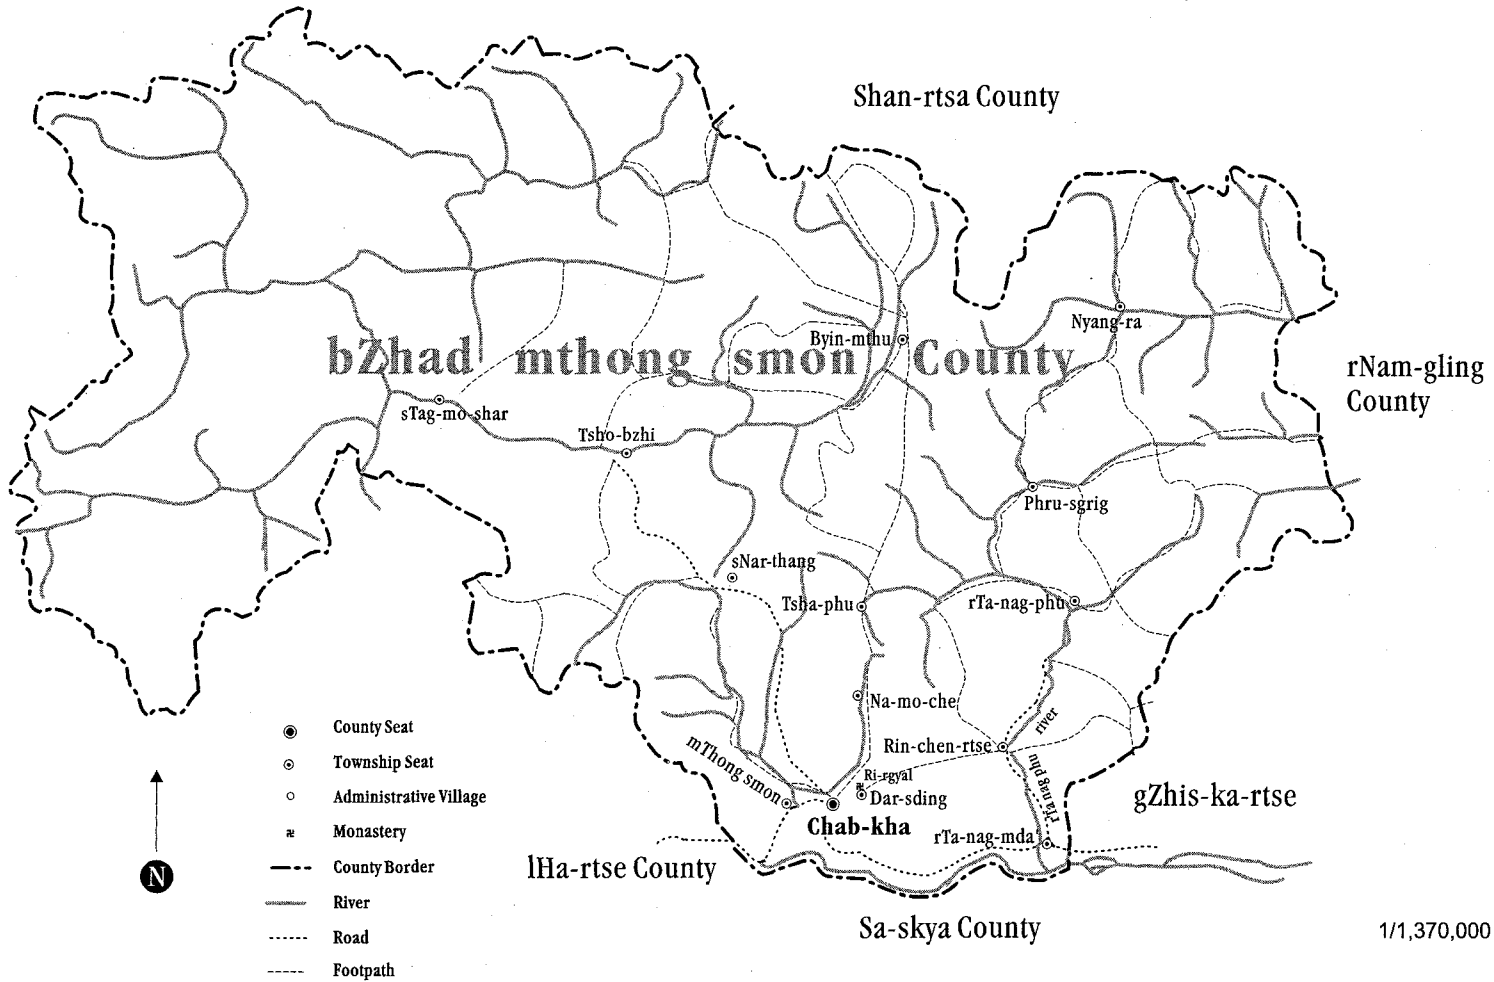 Shan-rtsa County
Nyang-ra
Byin-mthu
bZhad mthong smon County
rNam-gling
County
sTag-mo-shar
Tsho-bzhi
Phru-sgrig
sNar-thang
Tsha-phu
rTa-nag-phu
Na-mo-che
river
Rin-chen-rtse
mThong smon
Ri-rgyal
Dar-sding
rTa nag phu
gZhis-ka-rtse
Chab-kha
rTa-nag-mda'
lHa-rtse County
Sa-skya County
1/1,370,000
County Seat
Township Seat
Administrative Village
Monastery
County Border
River
Road
Footpath
N